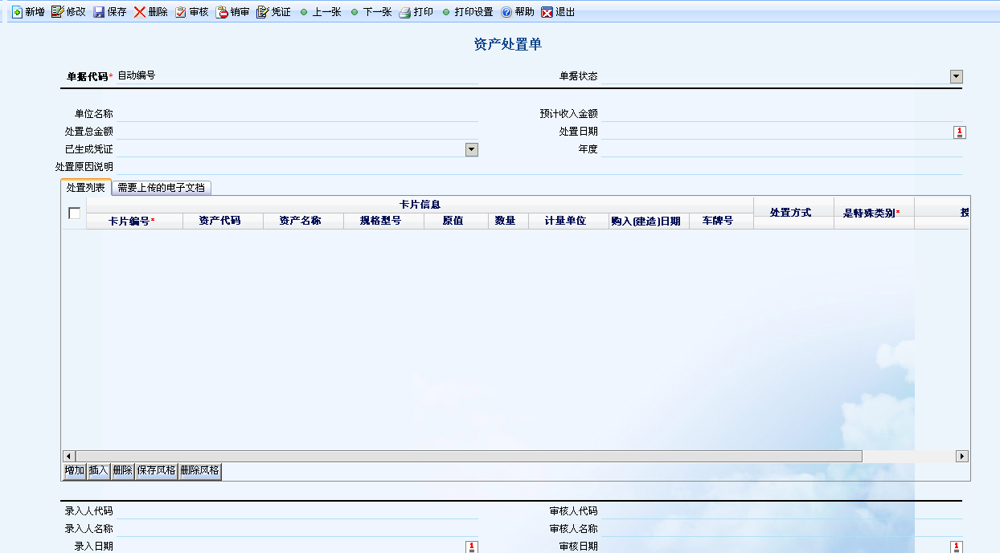 新增 修改 保存 删除 审核 销审 凭证 上一张 下一张 打印 打印设置 帮助 退出
资产处置单
单据代码* 自动编号 单据状态
单位名称 预计收入金额
处置总金额 处置日期
已生成凭证 年度
处置原因说明
处置列表 需要上传的电子文档
卡片信息
卡片编号* 资产代码 资产名称 规格型号 原值 数量 计量单位 购入(建造)日期 车牌号 处置方式 是特殊类别*
增加 插入 删除 保存风格 删除风格
录入人代码 审核人代码
录入人名称 审核人名称
录入日期 审核日期